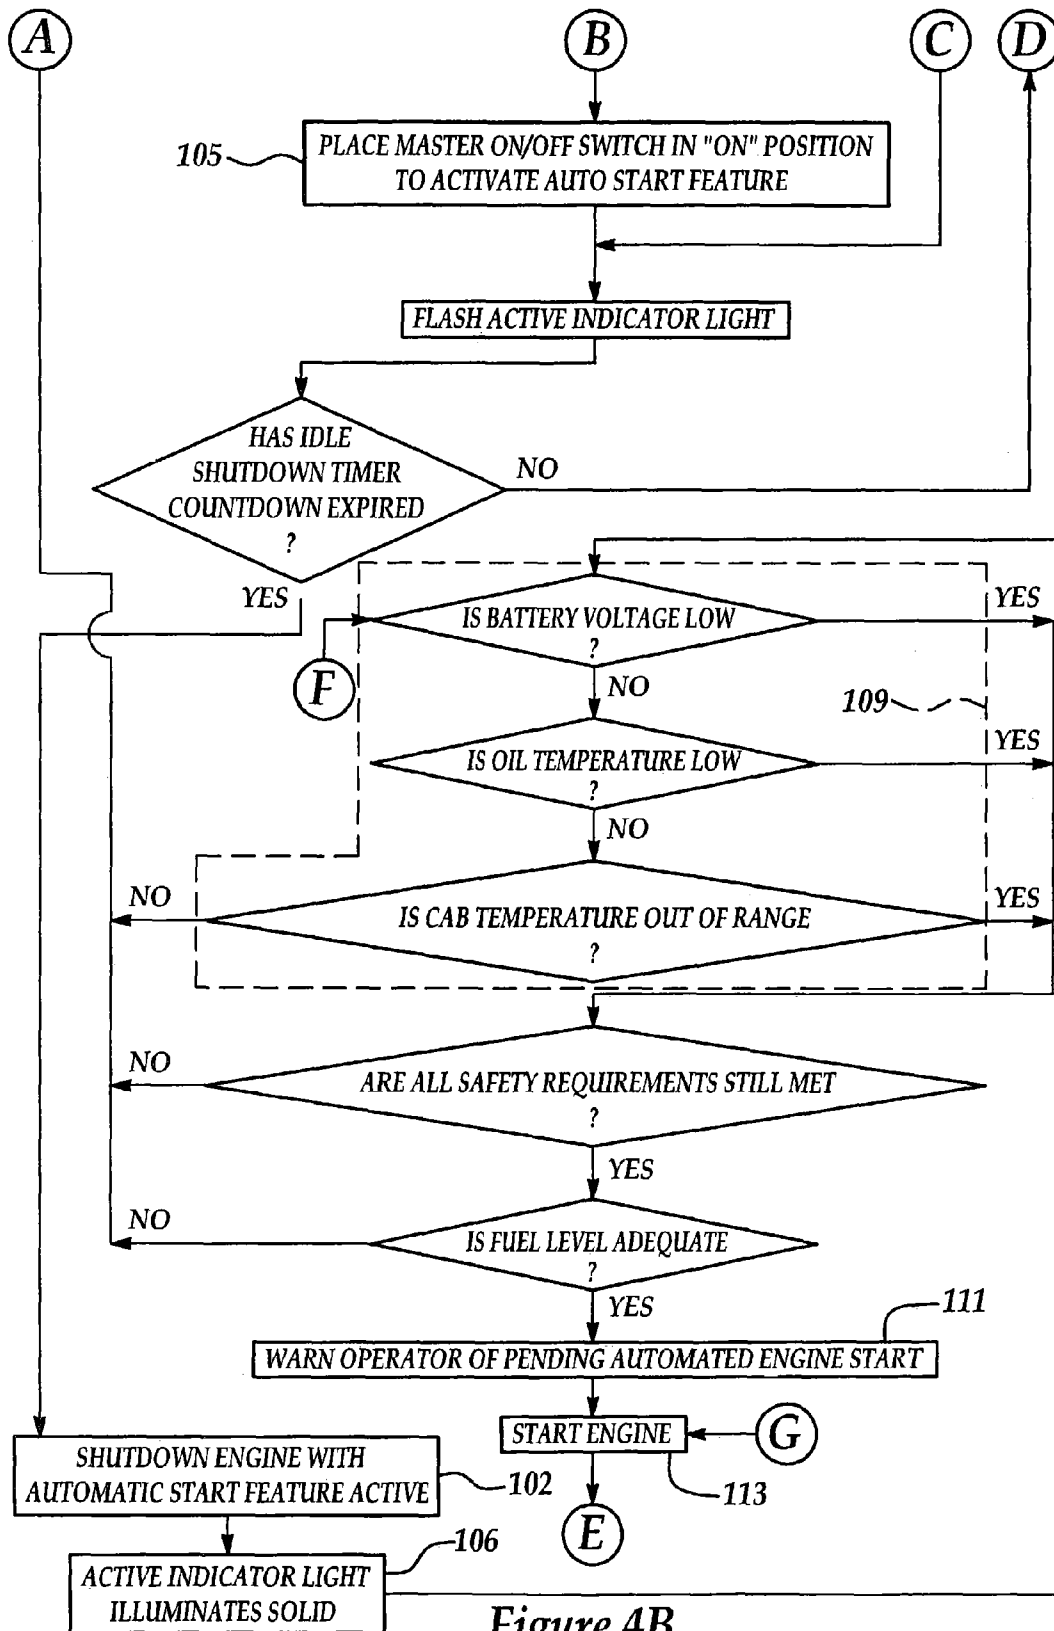 A
B
C
D
105
PLACE MASTER ON/OFF SWITCH IN "ON" POSITION
TO ACTIVATE AUTO START FEATURE
FLASH ACTIVE INDICATOR LIGHT
HAS IDLE
SHUTDOWN TIMER
COUNTDOWN EXPIRED
?
NO
YES
IS BATTERY VOLTAGE LOW
?
YES
F
NO
109
IS OIL TEMPERATURE LOW
?
YES
NO
NO
IS CAB TEMPERATURE OUT OF RANGE
?
YES
NO
ARE ALL SAFETY REQUIREMENTS STILL MET
?
YES
NO
IS FUEL LEVEL ADEQUATE
?
YES
111
WARN OPERATOR OF PENDING AUTOMATED ENGINE START
START ENGINE
G
113
E
SHUTDOWN ENGINE WITH
AUTOMATIC START FEATURE ACTIVE
102
106
ACTIVE INDICATOR LIGHT
ILLUMINATES SOLID
Figure 4B